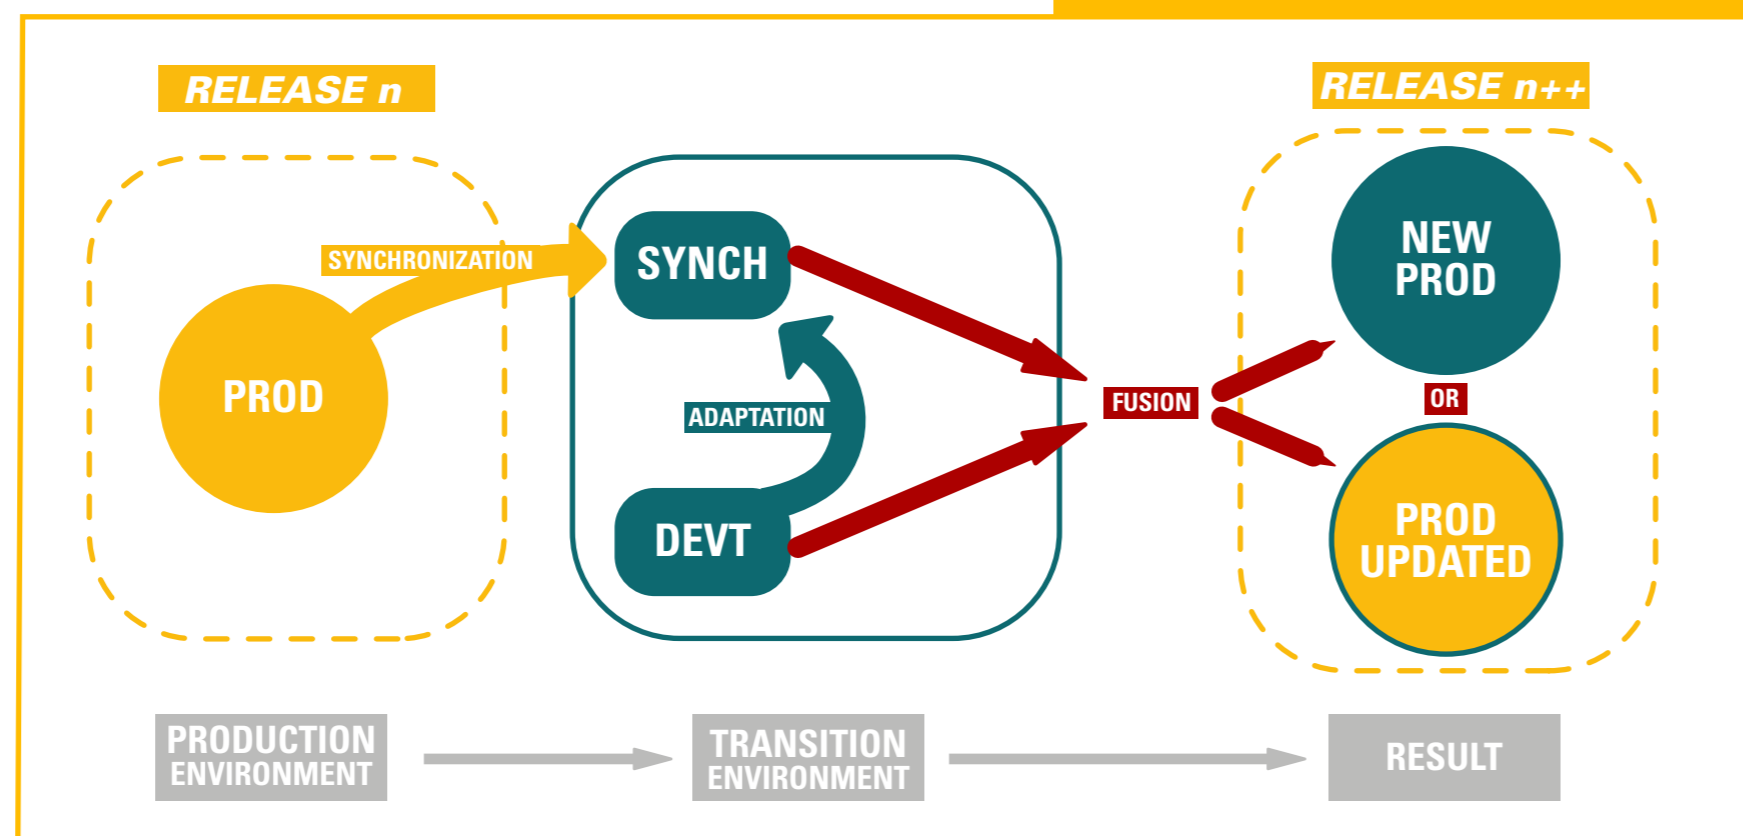 RELEASE n
RELEASE n++
SYNCHRONIZATION
PROD
SYNCH
ADAPTATION
DEVT
FUSION
NEW
PROD
OR
PROD
UPDATED
PRODUCTION
ENVIRONMENT
TRANSITION
ENVIRONMENT
RESULT